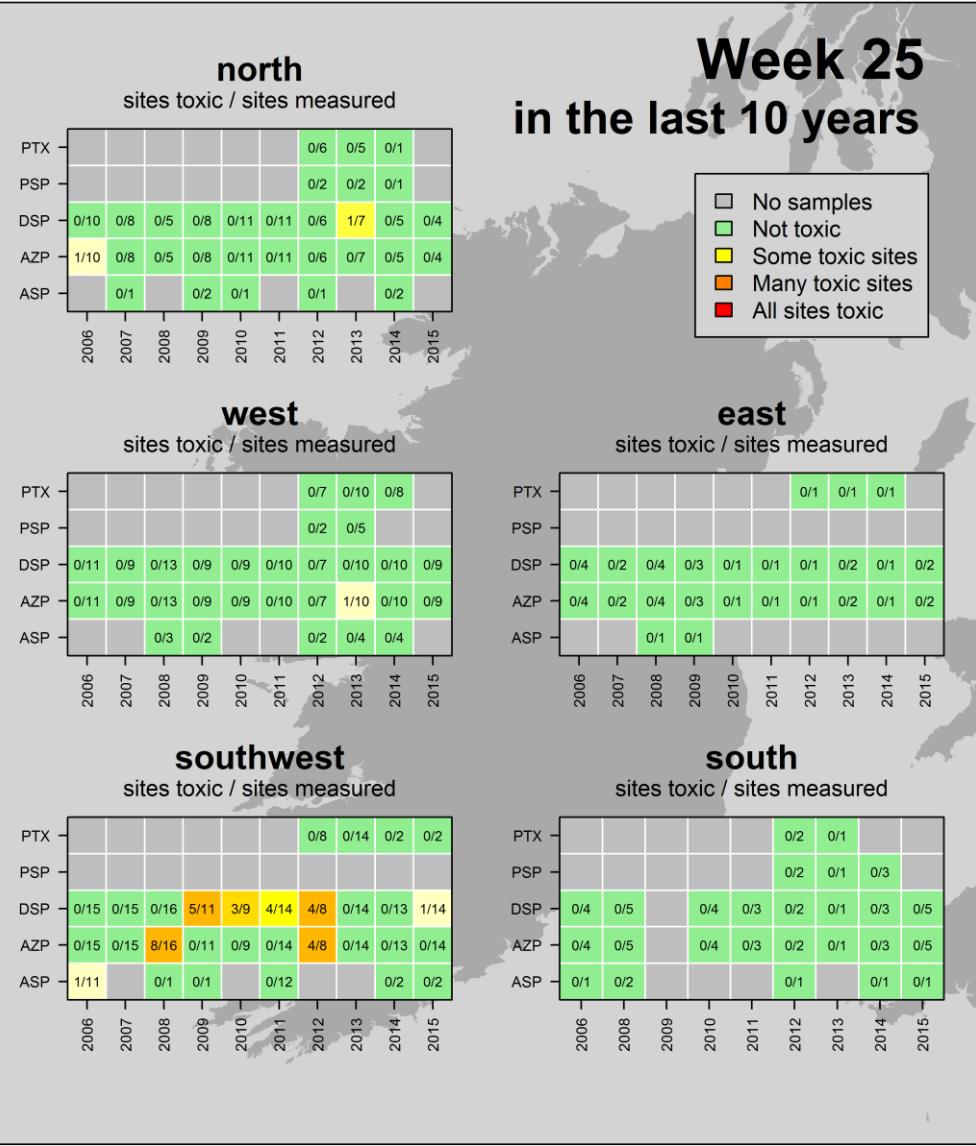 Week 25
in the last 10 years
No samples
Not toxic
Some toxic sites
Many toxic sites
All sites toxic
north
sites toxic / sites measured
PTX 0/6 0/5 0/1
PSP 0/2 0/2 0/1
DSP 0/10 0/8 0/5 0/8 0/11 0/11 0/6 1/7 0/5 0/4
AZP 1/10 0/8 0/5 0/8 0/11 0/11 0/6 0/7 0/5 0/4
ASP 0/1 0/2 0/1 0/1 0/2
2006 2007 2008 2009 2010 2011 2012 2013 2014 2015
west
sites toxic / sites measured
PTX 0/7 0/10 0/8
PSP 0/2 0/5
DSP 0/11 0/9 0/13 0/9 0/9 0/10 0/7 0/10 0/10 0/9
AZP 0/11 0/9 0/13 0/9 0/9 0/10 0/7 1/10 0/10 0/9
ASP 0/3 0/2 0/2 0/4 0/4
2006 2007 2008 2009 2010 2011 2012 2013 2014 2015
east
sites toxic / sites measured
PTX 0/1 0/1 0/1
PSP
DSP 0/4 0/2 0/4 0/3 0/1 0/1 0/1 0/2 0/1 0/2
AZP 0/4 0/2 0/4 0/3 0/1 0/1 0/1 0/2 0/1 0/2
ASP 0/1 0/1
2006 2007 2008 2009 2010 2011 2012 2013 2014 2015
southwest
sites toxic / sites measured
PTX 0/8 0/14 0/2 0/2
PSP
DSP 0/15 0/15 0/16 5/11 3/9 4/14 4/8 0/14 0/13 1/14
AZP 0/15 0/15 8/16 0/11 0/9 0/14 4/8 0/14 0/13 0/14
ASP 1/11 0/1 0/1 0/12 0/2 0/2
2006 2007 2008 2009 2010 2011 2012 2013 2014 2015
south
sites toxic / sites measured
PTX 0/2 0/1
PSP 0/2 0/1 0/3
DSP 0/4 0/5 0/4 0/3 0/2 0/1 0/3 0/5
AZP 0/4 0/5 0/4 0/3 0/2 0/1 0/3 0/5
ASP 0/1 0/2 0/1 0/1 0/1
2006 2008 2009 2010 2011 2012 2013 2014 2015